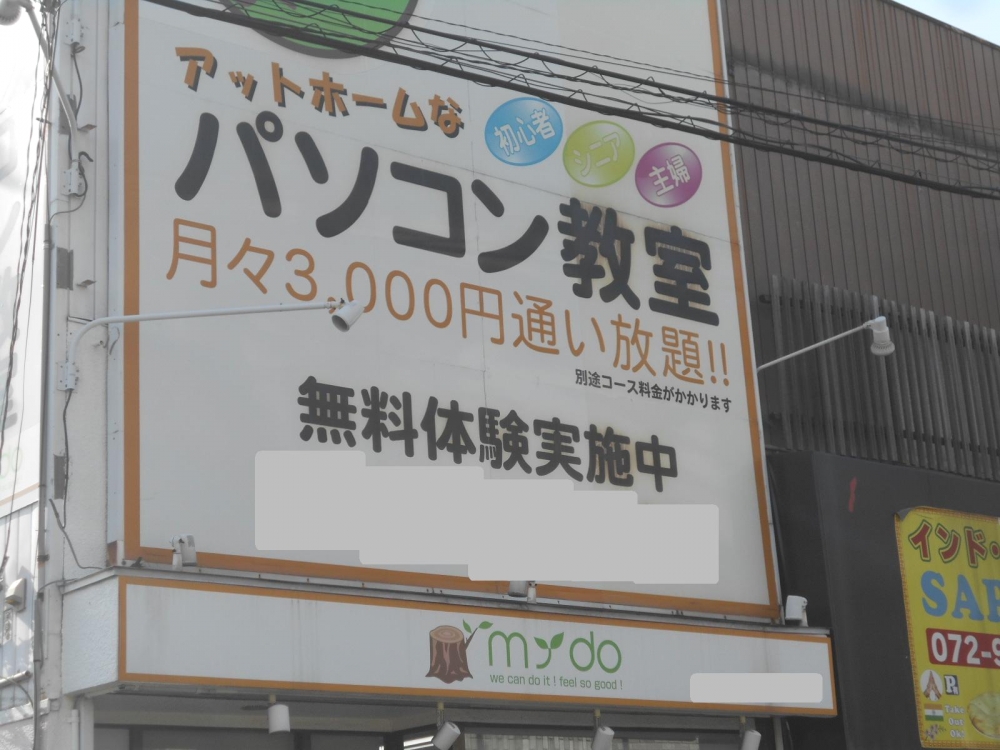 アットホームな
初心者
シニア
主婦
パソコン教室
月々3,000円通い放題!!
別途コース料金がかかります
無料体験実施中
my do
we can do it ! feel so good !
インド・
072-9
R
Take
Out
Ok